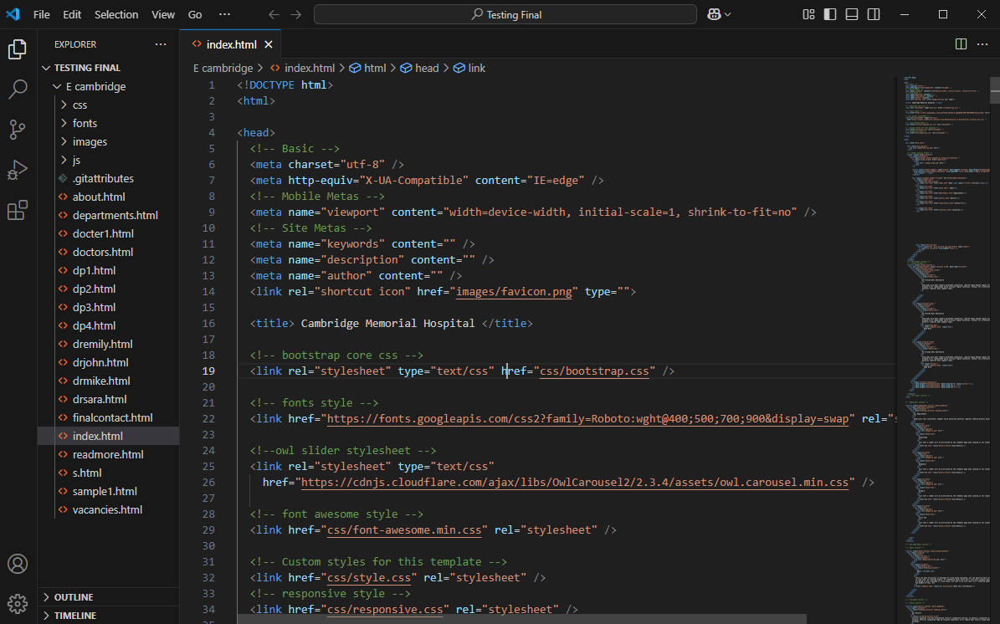 File Edit Selection View Go ··· Testing Final
EXPLORER ···
TESTING FINAL
E cambridge
css
fonts
images
js
.gitattributes
about.html
departments.html
docter1.html
doctors.html
dp1.html
dp2.html
dp3.html
dp4.html
dremily.html
drjohn.html
drmike.html
drsara.html
finalcontact.html
index.html
readmore.html
s.html
sample1.html
vacancies.html
OUTLINE
TIMELINE
index.html
E cambridge > index.html > html > head > link
1 <!DOCTYPE html>
2 <html>
3
4 <head>
5 <!-- Basic -->
6 <meta charset="utf-8" />
7 <meta http-equiv="X-UA-Compatible" content="IE=edge" />
8 <!-- Mobile Metas -->
9 <meta name="viewport" content="width=device-width, initial-scale=1, shrink-to-fit=no" />
10 <!-- Site Metas -->
11 <meta name="keywords" content="" />
12 <meta name="description" content="" />
13 <meta name="author" content="" />
14 <link rel="shortcut icon" href="images/favicon.png" type="">
15
16 <title> Cambridge Memorial Hospital </title>
17
18 <!-- bootstrap core css -->
19 <link rel="stylesheet" type="text/css" href="css/bootstrap.css" />
20
21 <!-- fonts style -->
22 <link href="https://fonts.googleapis.com/css2?family=Roboto:wght@400;500;700;900&display=swap" rel="s
23
24 <!--owl slider stylesheet -->
25 <link rel="stylesheet" type="text/css"
26 href="https://cdnjs.cloudflare.com/ajax/libs/OwlCarousel2/2.3.4/assets/owl.carousel.min.css" />
27
28 <!-- font awesome style -->
29 <link href="css/font-awesome.min.css" rel="stylesheet" />
30
31 <!-- Custom styles for this template -->
32 <link href="css/style.css" rel="stylesheet" />
33 <!-- responsive style -->
34 <link href="css/responsive.css" rel="stylesheet" />
35